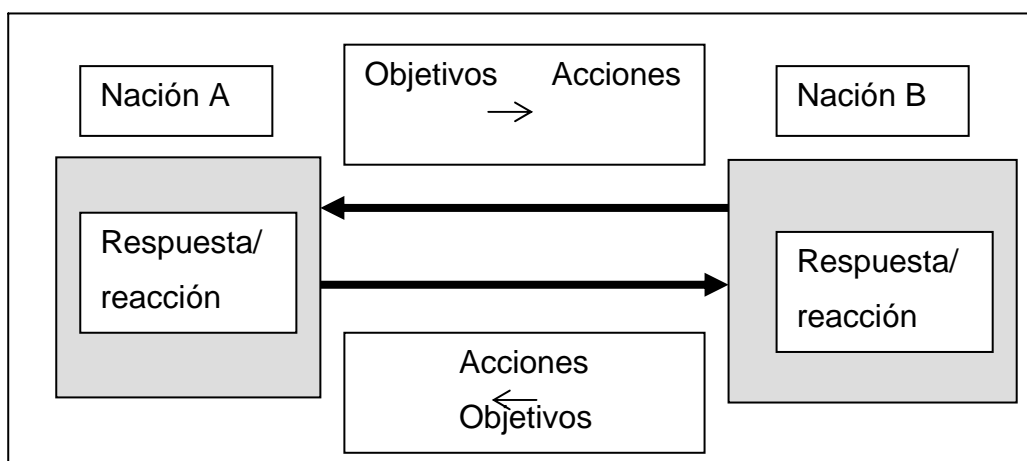 Nación A
Objetivos Acciones
Nación B
Respuesta/
reacción
Respuesta/
reacción
Acciones
Objetivos